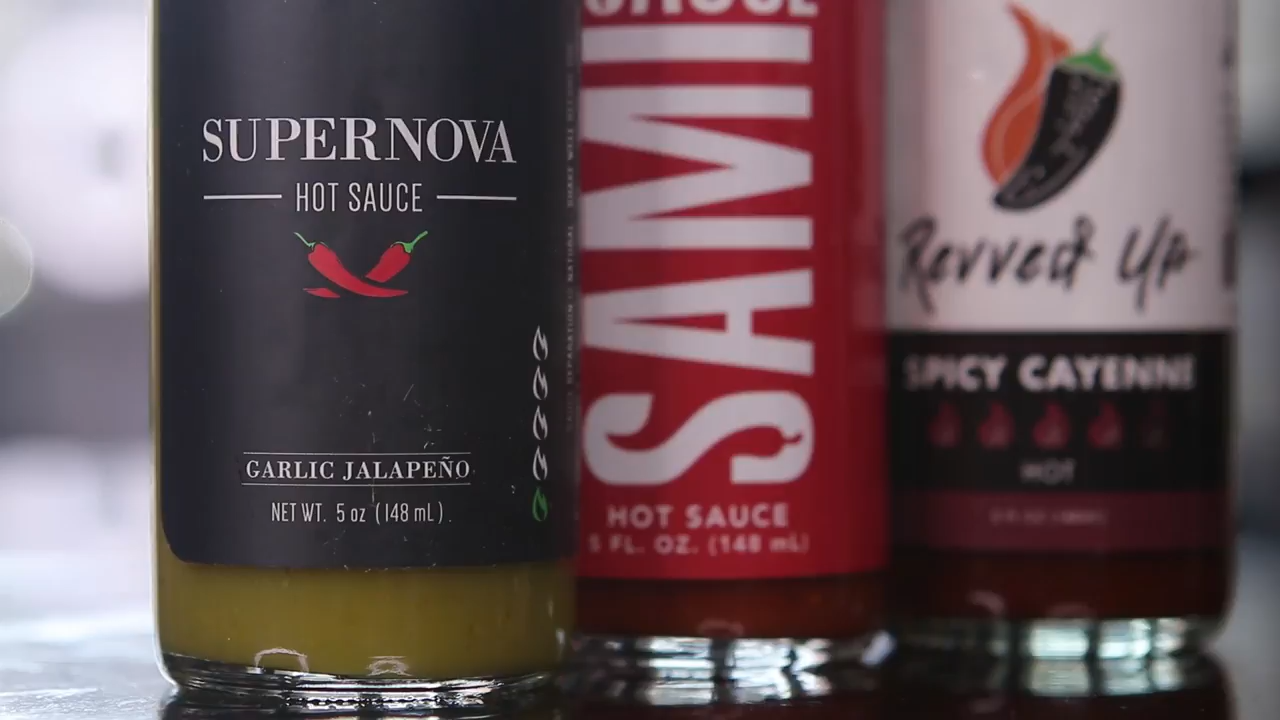 SUPERNOVA
HOT SAUCE
GARLIC JALAPEÑO
NET WT. 5 oz (148 mL).
SAMI
HOT SAUCE
5 FL. OZ. (148 mL)
Revved Up
SPICY CAYENNE
HOT